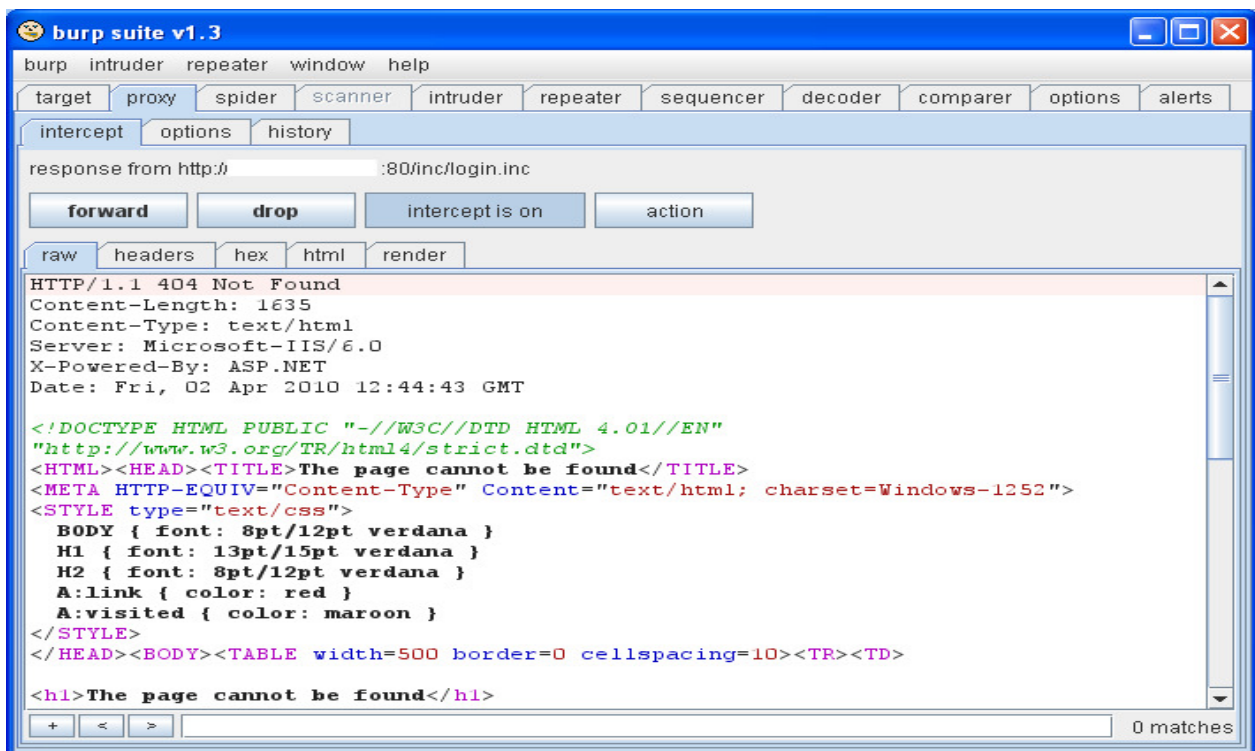 burp suite v1.3
burp intruder repeater window help
target proxy spider scanner intruder repeater sequencer decoder comparer options alerts
intercept options history
response from http:// :80/inc/login.inc
forward drop intercept is on action
raw headers hex html render
HTTP/1.1 404 Not Found
Content-Length: 1635
Content-Type: text/html
Server: Microsoft-IIS/6.0
X-Powered-By: ASP.NET
Date: Fri, 02 Apr 2010 12:44:43 GMT
<!DOCTYPE HTML PUBLIC "-//W3C//DTD HTML 4.01//EN"
"http://www.w3.org/TR/html4/strict.dtd">
<HTML><HEAD><TITLE>The page cannot be found</TITLE>
<META HTTP-EQUIV="Content-Type" Content="text/html; charset=Windows-1252">
<STYLE type="text/css">
  BODY { font: 8pt/12pt verdana }
  H1 { font: 13pt/15pt verdana }
  H2 { font: 8pt/12pt verdana }
  A:link { color: red }
  A:visited { color: maroon }
</STYLE>
</HEAD><BODY><TABLE width=500 border=0 cellspacing=10><TR><TD>
<h1>The page cannot be found</h1>
+ < > 0 matches